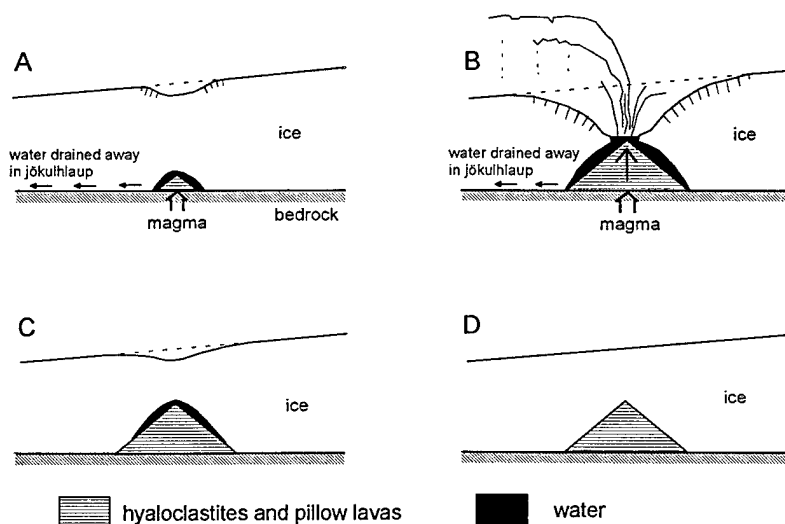 A
ice
water drained away
in jökulhlaup
magma
bedrock
B
ice
water drained away
in jökulhlaup
magma
C
ice
D
ice
hyaloclastites and pillow lavas
water